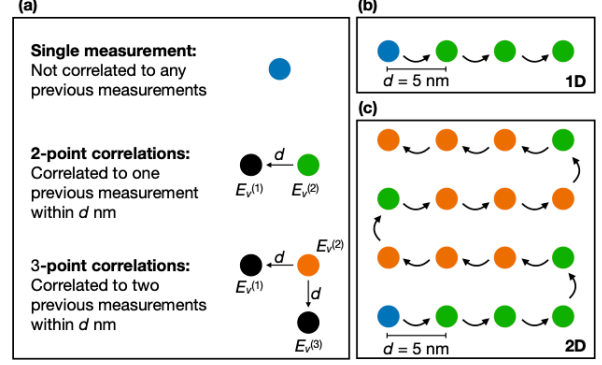 (a)
Single measurement:
Not correlated to any
previous measurements
2-point correlations:
Correlated to one
previous measurement
within d nm
d
Eᵥ⁽¹⁾ Eᵥ⁽²⁾
3-point correlations:
Correlated to two
previous measurements
within d nm
Eᵥ⁽²⁾
d
Eᵥ⁽¹⁾
d
Eᵥ⁽³⁾
(b)
d = 5 nm
1D
(c)
d = 5 nm
2D